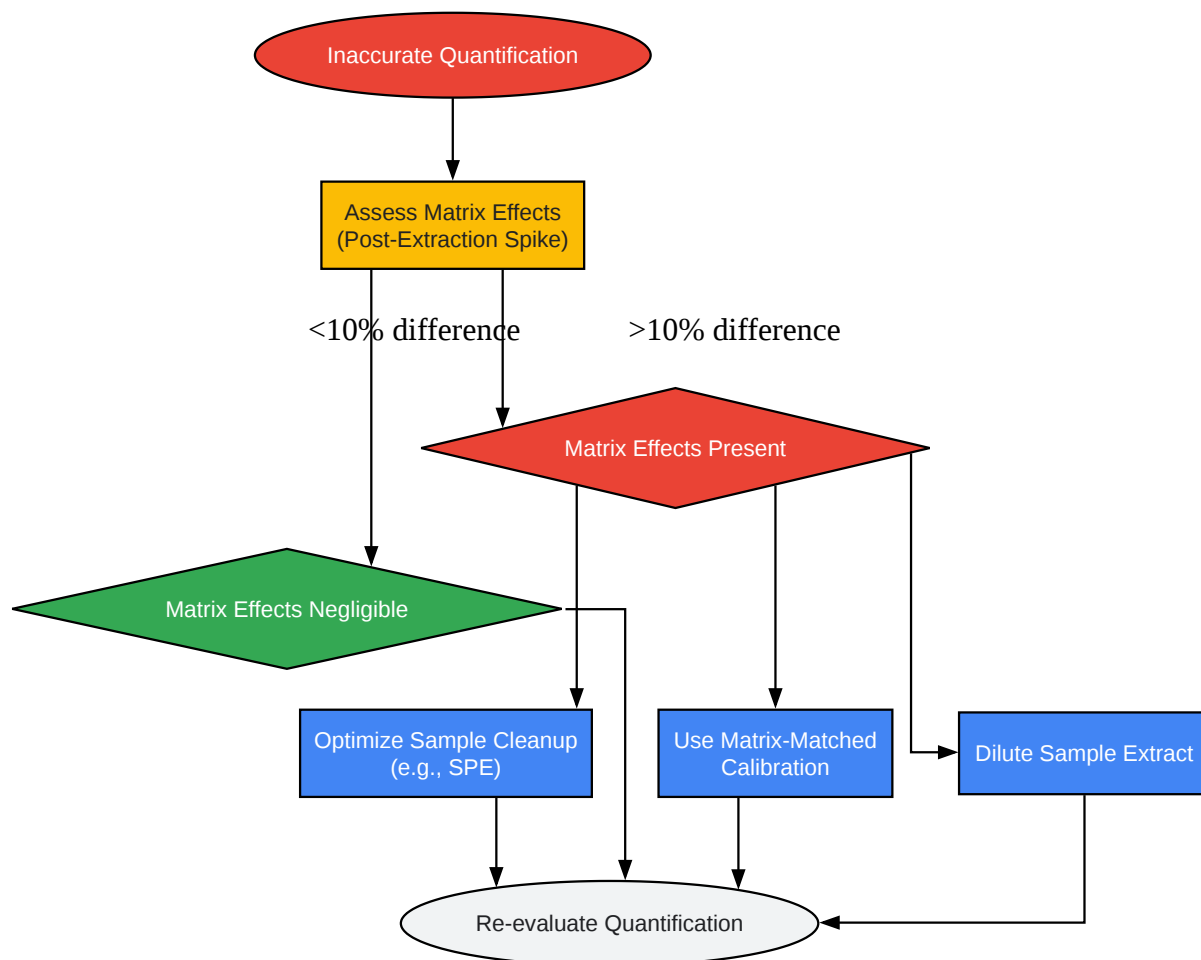 Inaccurate Quantification
Assess Matrix Effects
(Post-Extraction Spike)
<10% difference
>10% difference
Matrix Effects Present
Matrix Effects Negligible
Optimize Sample Cleanup
(e.g., SPE)
Use Matrix-Matched
Calibration
Dilute Sample Extract
Re-evaluate Quantification